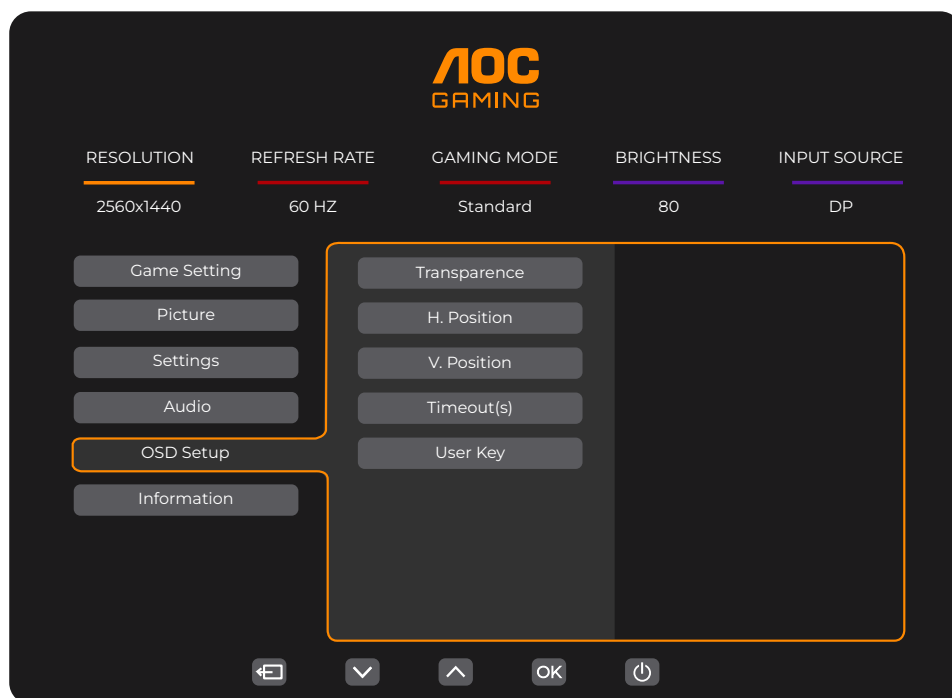 AOC
GAMING
RESOLUTION REFRESH RATE GAMING MODE BRIGHTNESS INPUT SOURCE
2560x1440 60 HZ Standard 80 DP
Game Setting Transparence
Picture H. Position
Settings V. Position
Audio Timeout(s)
OSD Setup User Key
Information
OK